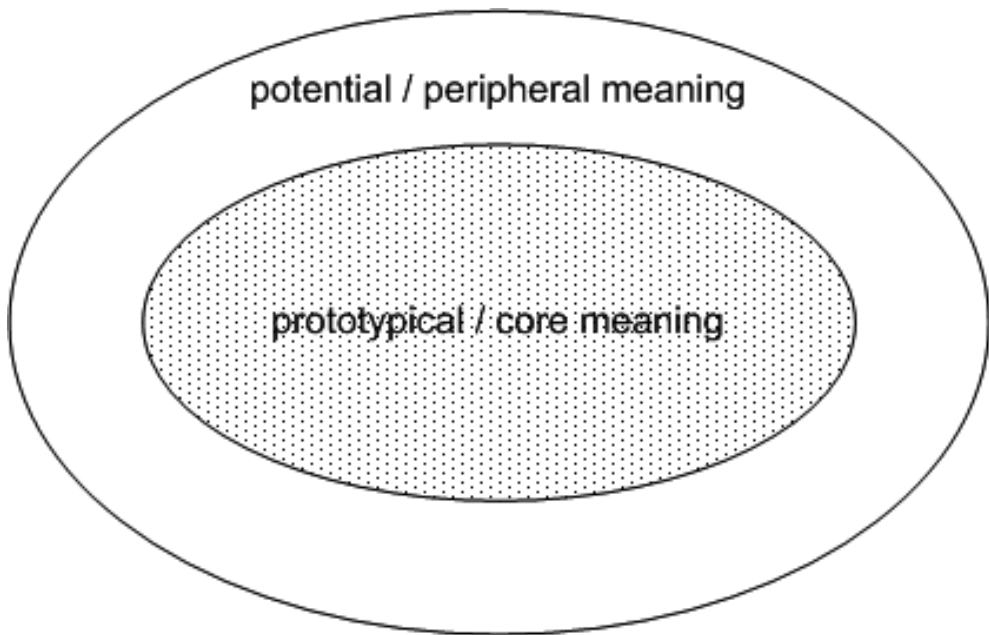 potential / peripheral meaning
prototypical / core meaning